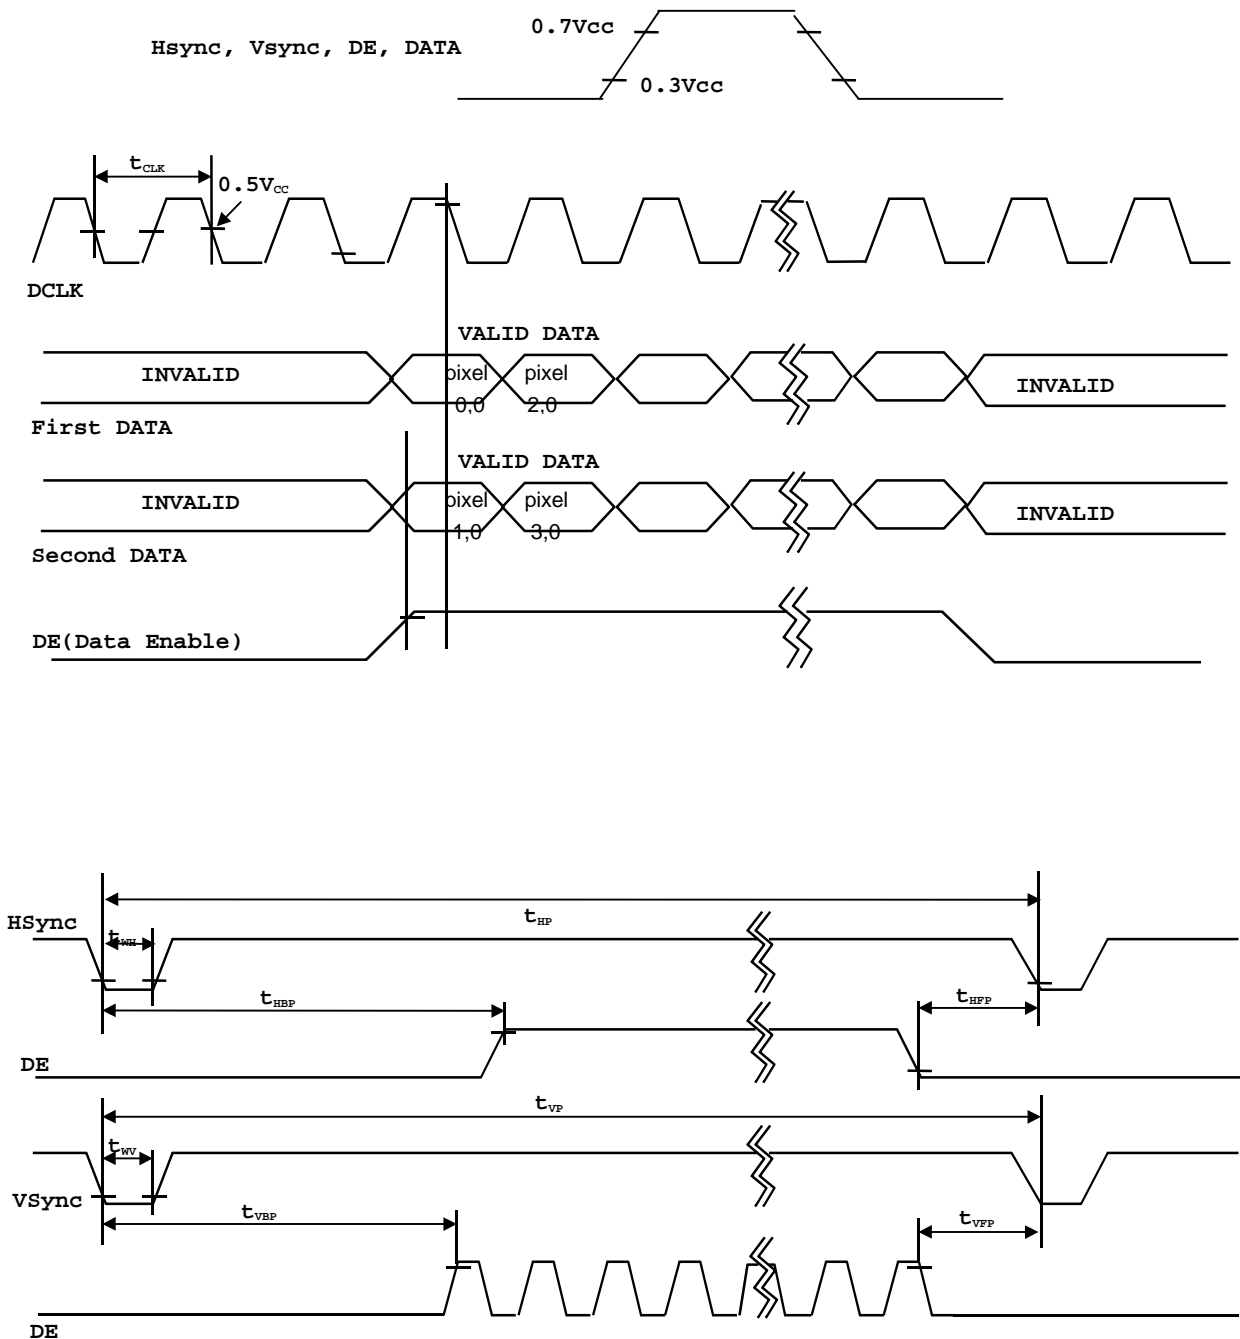 0.7Vcc
Hsync, Vsync, DE, DATA
0.3Vcc
tCLK
0.5VCC
DCLK
VALID DATA
INVALID
pixel
0,0
pixel
2,0
INVALID
First DATA
VALID DATA
INVALID
pixel
1,0
pixel
3,0
INVALID
Second DATA
DE(Data Enable)
tHP
HSync
tWH
tHBP
tHFP
DE
tVP
tWV
VSync
tVBP
tVFP
DE